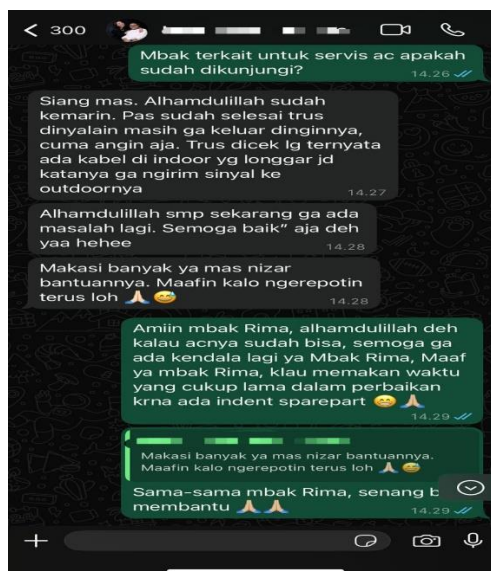 300
Mbak terkait untuk servis ac apakah
sudah dikunjungi?
14.26
Siang mas. Alhamdulillah sudah
kemarin. Pas sudah selesai trus
dinyalain masih ga keluar dinginnya,
cuma angin aja. Trus dicek lg ternyata
ada kabel di indoor yg longgar jd
katanya ga ngirim sinyal ke
outdoornya
14.27
Alhamdulillah smp sekarang ga ada
masalah lagi. Semoga baik" aja deh
yaa hehee
14.28
Makasi banyak ya mas nizar
bantuannya. Maafin kalo ngerepotin
terus loh 🙏🏻 😅
14.28
Amiin mbak Rima, alhamdulillah deh
kalau acnya sudah bisa, semoga ga
ada kendala lagi ya Mbak Rima, Maaf
ya mbak Rima, klau memakan waktu
yang cukup lama dalam perbaikan
krna ada indent sparepart 😁 🙏🏻
14.29
Makasi banyak ya mas nizar bantuannya.
Maafin kalo ngerepotin terus loh 🙏🏻 😅
Sama-sama mbak Rima, senang
membantu 🙏🏻 🙏🏻
14.29